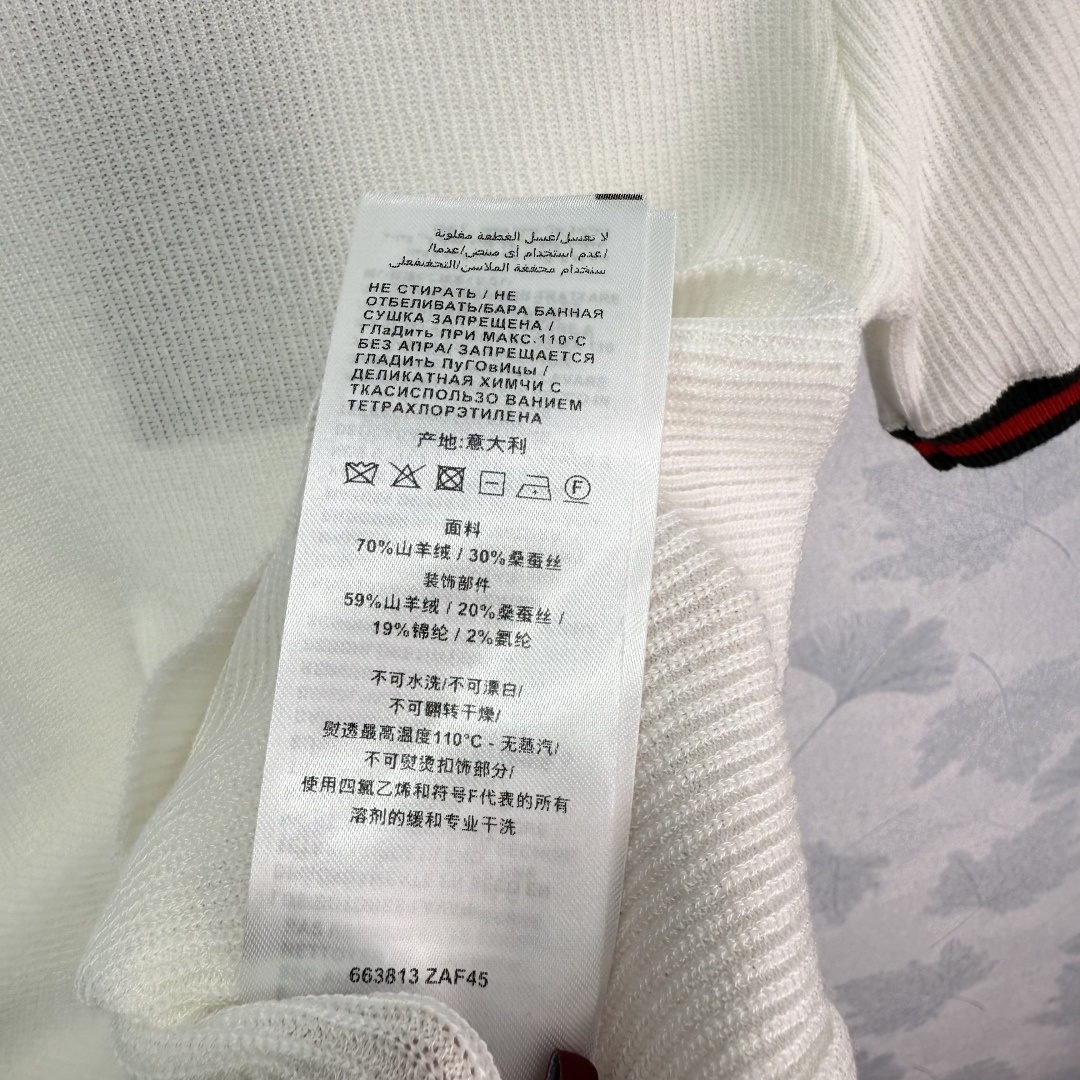 لا تغسل/غسل القطعة مقلوبة
/عدم استخدام أى مبيض/عدما/
ستخدام مجففة الملابس/التجفيفعلى
НЕ СТИРАТЬ / НЕ
ОТБЕЛИВАТЬ/БАРА БАННАЯ
СУШКА ЗАПРЕЩЕНА /
ГЛаДить ПРИ МАКС.110°C
БЕЗ АПРА/ ЗАПРЕЩАЕТСЯ
ГЛАДИть ПуГОвИцы /
ДЕЛИКАТНАЯ ХИМЧИ С
ТКАСИСПОЛЬЗО ВАНИЕМ
ТЕТРАХЛОРЭТИЛЕНА
产地:意大利
F
面料
70%山羊绒 / 30%桑蚕丝
装饰部件
59%山羊绒 / 20%桑蚕丝 /
19%锦纶 / 2%氨纶
不可水洗/不可漂白/
不可翻转干燥/
熨透最高温度110°C - 无蒸汽/
不可熨烫扣饰部分/
使用四氯乙烯和符号F代表的所有
溶剂的缓和专业干洗
663813 ZAF45